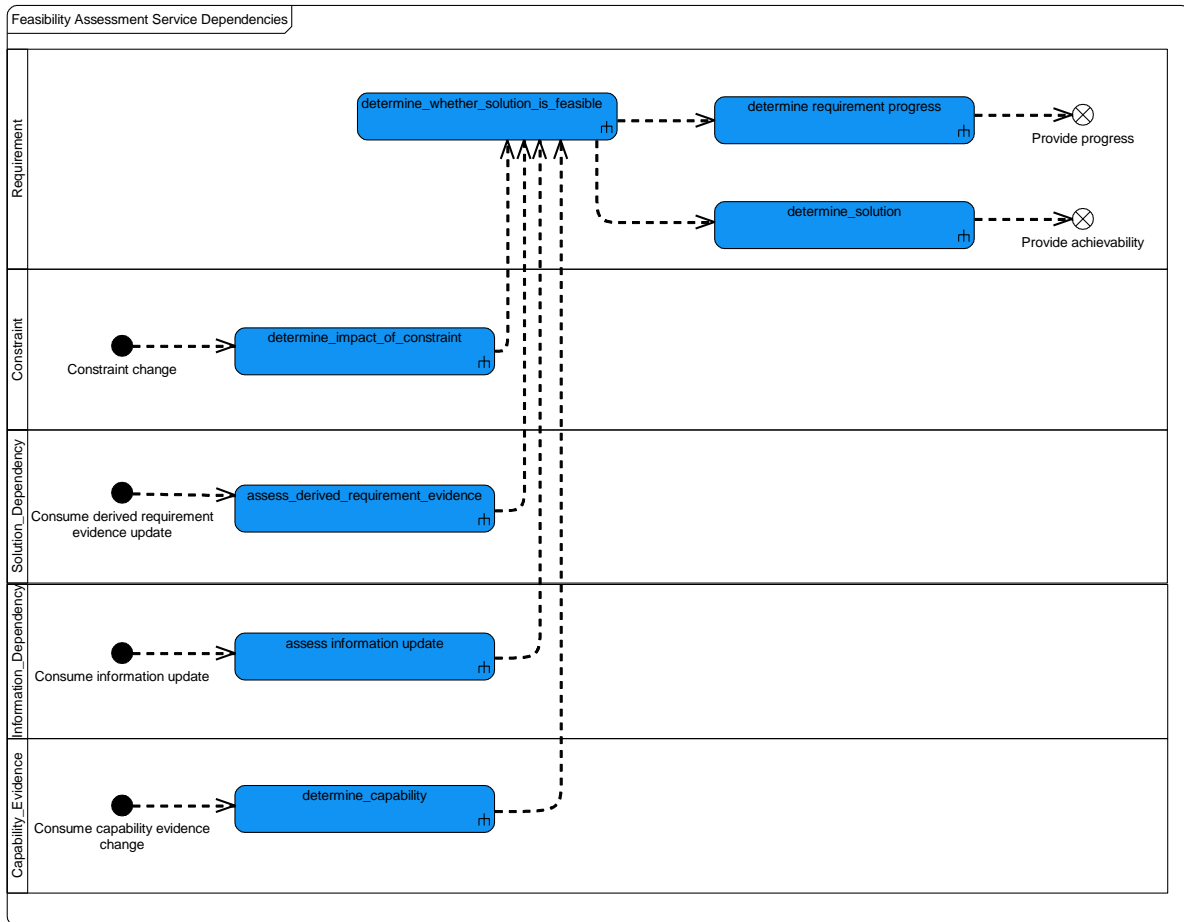 Feasibility Assessment Service Dependencies
Requirement
determine_whether_solution_is_feasible
determine requirement progress
Provide progress
determine_solution
Provide achievability
Constraint
Constraint change
determine_impact_of_constraint
Solution_Dependency
Consume derived requirement
evidence update
assess_derived_requirement_evidence
Information_Dependency
Consume information update
assess information update
Capability_Evidence
Consume capability evidence
change
determine_capability